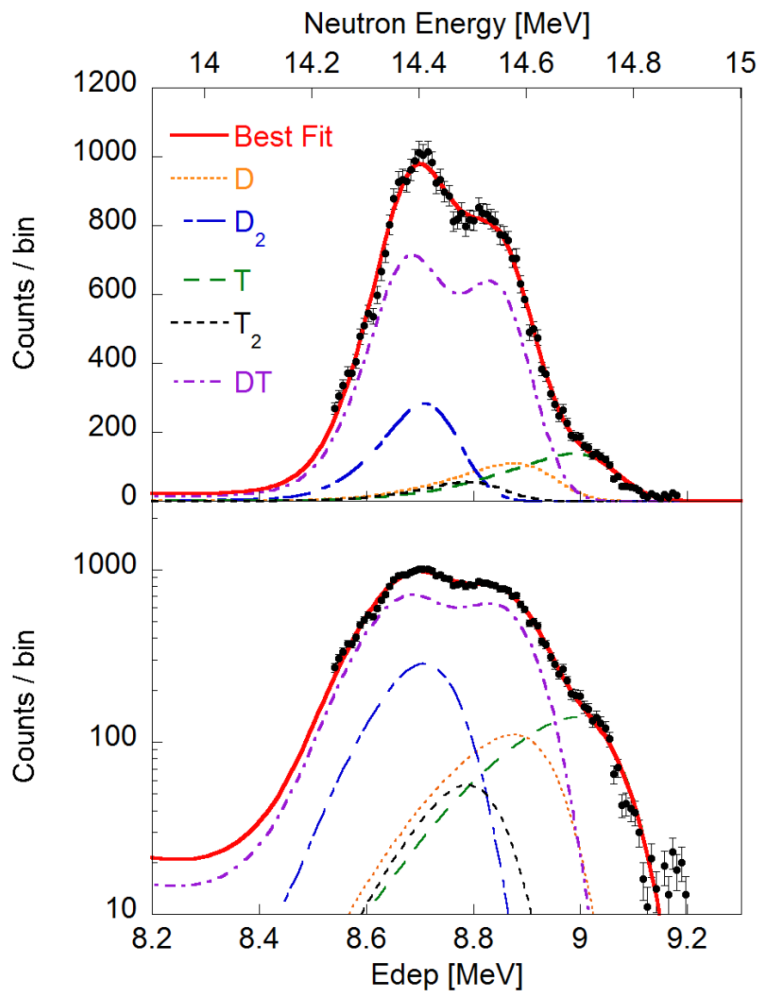 Neutron Energy [MeV]
14 14.2 14.4 14.6 14.8 15
1200
1000
800
600
400
200
0
Counts / bin
Best Fit
D
D₂
T
T₂
DT
1000
100
10
Counts / bin
8.2 8.4 8.6 8.8 9 9.2
Edep [MeV]